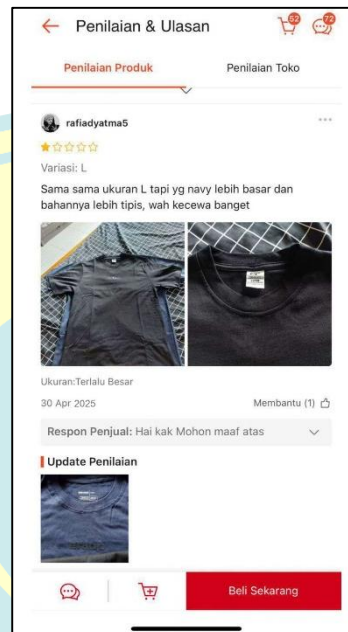 Penilaian & Ulasan
52
72
Penilaian Produk
Penilaian Toko
rafiadyatma5
Variasi: L
Sama sama ukuran L tapi yg navy lebih basar dan
bahannya lebih tipis, wah kecewa banget
Ukuran:Terlalu Besar
30 Apr 2025
Membantu (1)
Respon Penjual: Hai kak Mohon maaf atas
Update Penilaian
Beli Sekarang